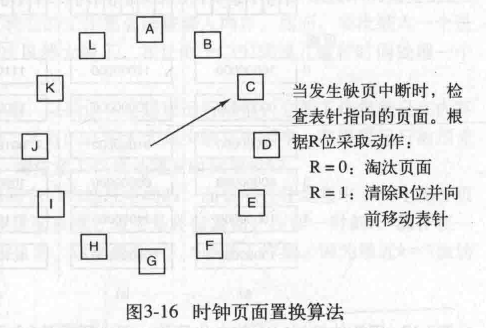 A
B
C
D
E
F
G
H
I
J
K
L
当发生缺页中断时,检
查表针指向的页面。根
据R位采取动作:
R = 0:淘汰页面
R = 1:清除R位并向
前移动表针
图3-16 时钟页面置换算法